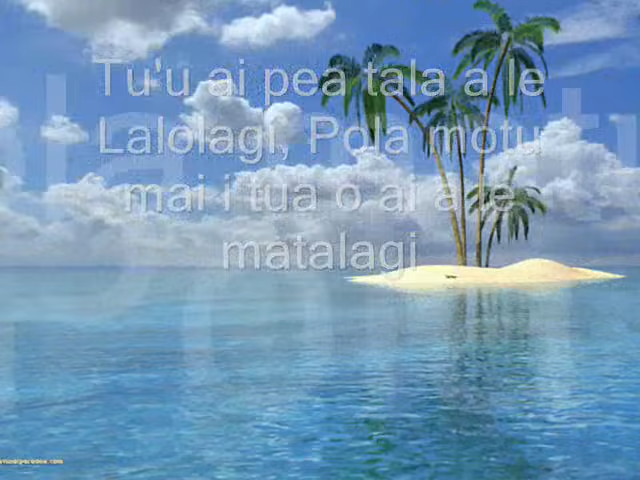 Tu'u ai pea tala a le
Lalolagi, Pola motu
mai i tua o ai a le
matalagi